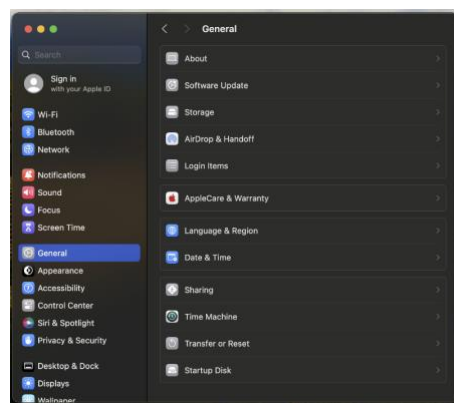 General
Search
Sign in
with your Apple ID
Wi-Fi
Bluetooth
Network
Notifications
Sound
Focus
Screen Time
General
Appearance
Accessibility
Control Center
Siri & Spotlight
Privacy & Security
Desktop & Dock
Displays
Wallpaper
About
Software Update
Storage
AirDrop & Handoff
Login Items
AppleCare & Warranty
Language & Region
Date & Time
Sharing
Time Machine
Transfer or Reset
Startup Disk